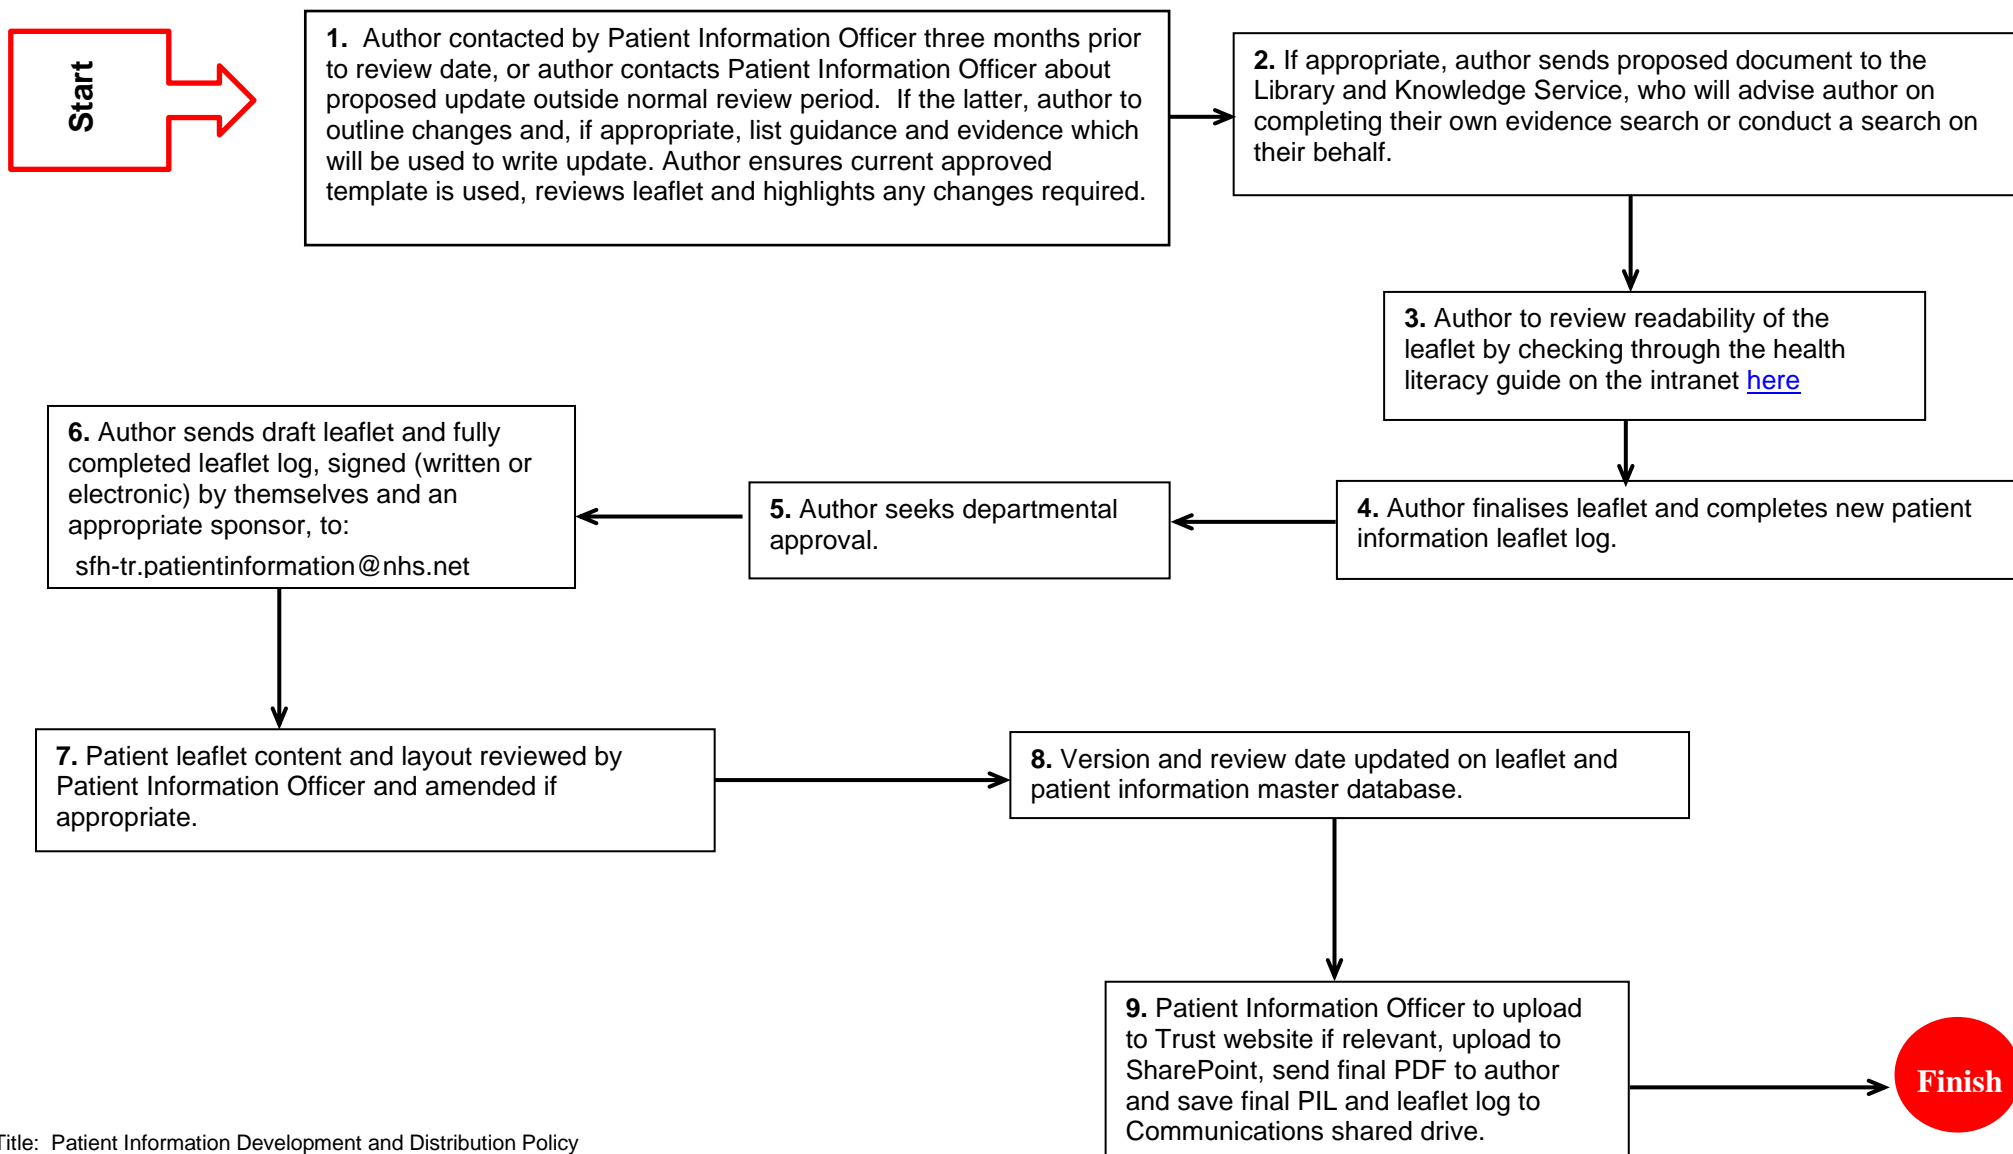 Start
1. Author contacted by Patient Information Officer three months prior
to review date, or author contacts Patient Information Officer about
proposed update outside normal review period. If the latter, author to
outline changes and, if appropriate, list guidance and evidence which
will be used to write update. Author ensures current approved
template is used, reviews leaflet and highlights any changes required.
2. If appropriate, author sends proposed document to the
Library and Knowledge Service, who will advise author on
completing their own evidence search or conduct a search on
their behalf.
3. Author to review readability of the
leaflet by checking through the health
literacy guide on the intranet here
4. Author finalises leaflet and completes new patient
information leaflet log.
5. Author seeks departmental
approval.
6. Author sends draft leaflet and fully
completed leaflet log, signed (written or
electronic) by themselves and an
appropriate sponsor, to:
sfh-tr.patientinformation@nhs.net
7. Patient leaflet content and layout reviewed by
Patient Information Officer and amended if
appropriate.
8. Version and review date updated on leaflet and
patient information master database.
9. Patient Information Officer to upload
to Trust website if relevant, upload to
SharePoint, send final PDF to author
and save final PIL and leaflet log to
Communications shared drive.
Finish
Title: Patient Information Development and Distribution Policy